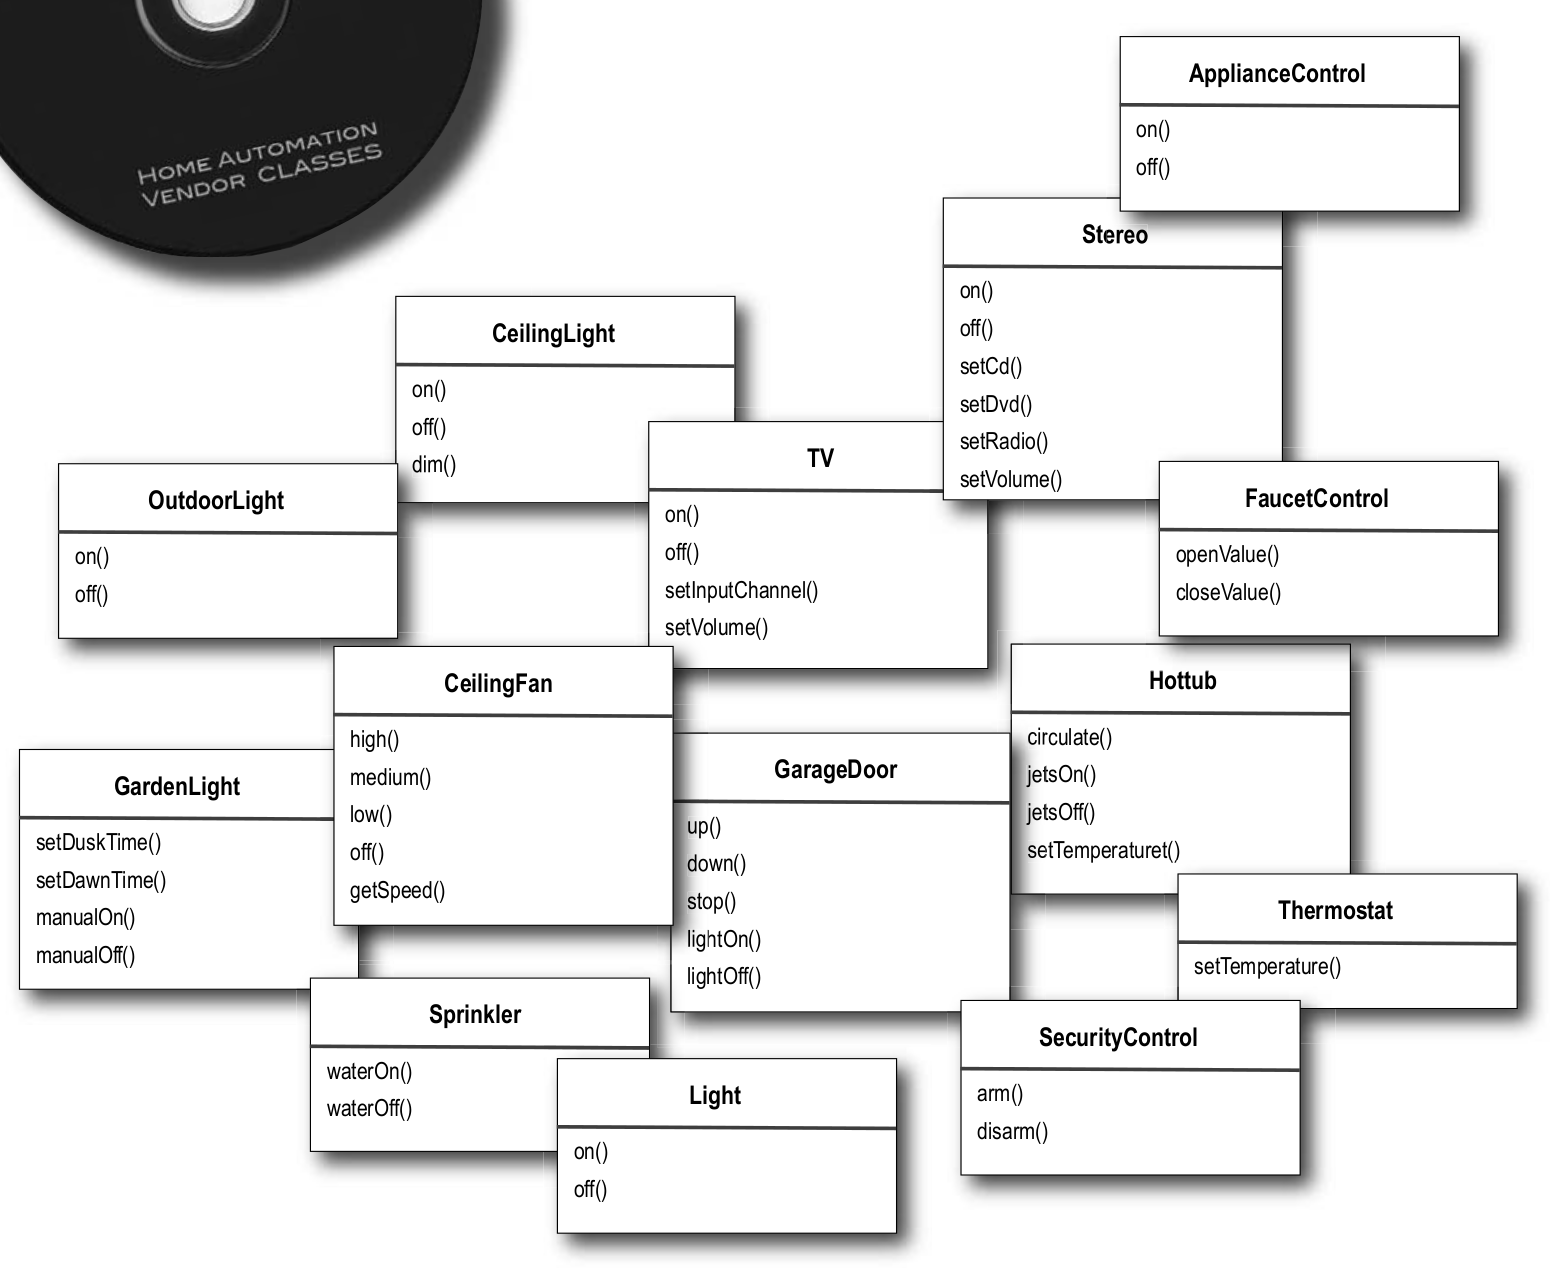 HOME AUTOMATION
VENDOR CLASSES
ApplianceControl
on()
off()
Stereo
on()
off()
setCd()
setDvd()
setRadio()
setVolume()
CeilingLight
on()
off()
dim()
TV
on()
off()
setInputChannel()
setVolume()
OutdoorLight
on()
off()
FaucetControl
openValue()
closeValue()
CeilingFan
high()
medium()
low()
off()
getSpeed()
Hottub
circulate()
jetsOn()
jetsOff()
setTemperaturet()
GardenLight
setDuskTime()
setDawnTime()
manualOn()
manualOff()
GarageDoor
up()
down()
stop()
lightOn()
lightOff()
Thermostat
setTemperature()
Sprinkler
waterOn()
waterOff()
SecurityControl
arm()
disarm()
Light
on()
off()